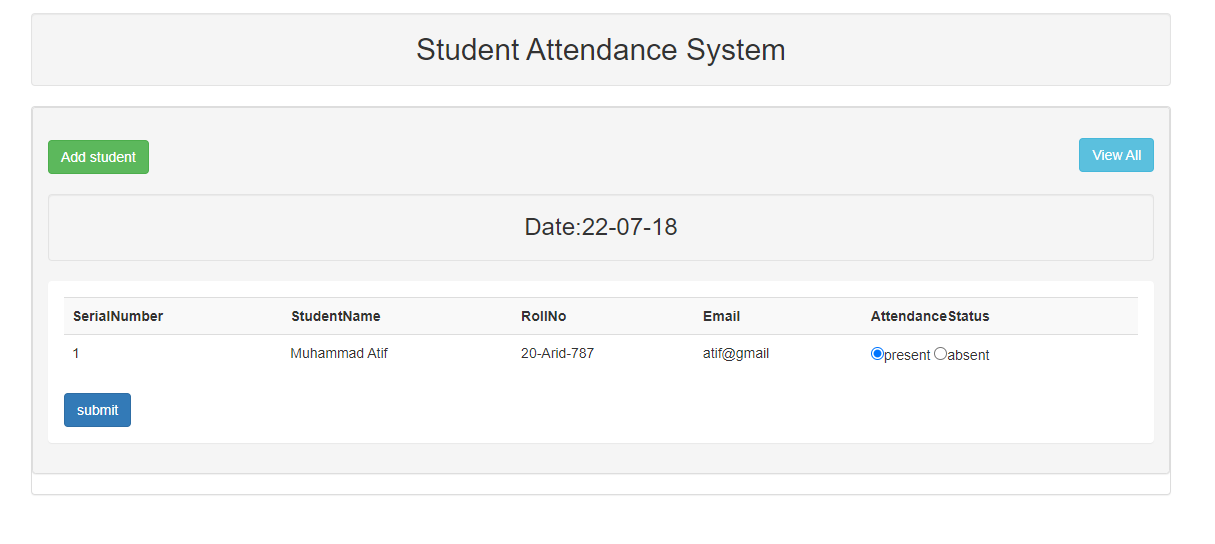 Student Attendance System
Add student View All
Date:22-07-18
SerialNumber StudentName RollNo Email AttendanceStatus
1 Muhammad Atif 20-Arid-787 atif@gmail present absent
submit